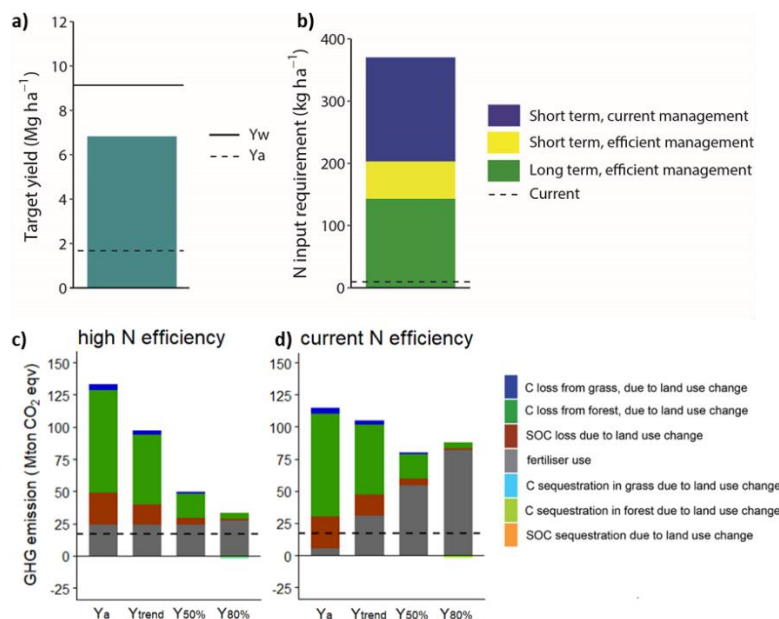 a)
12
10
8
6
4
2
0
Target yield (Mg ha⁻¹)
Yw
Ya
b)
400
300
200
100
0
N input requirement (kg ha⁻¹)
Short term, current management
Short term, efficient management
Long term, efficient management
Current
c) high N efficiency
150
125
100
75
50
25
0
-25
GHG emission (Mton CO₂ eqv)
Ya Ytrend Y50% Y80%
d) current N efficiency
150
125
100
75
50
25
0
-25
Ya Ytrend Y50% Y80%
C loss from grass, due to land use change
C loss from forest, due to land use change
SOC loss due to land use change
fertiliser use
C sequestration in grass due to land use change
C sequestration in forest due to land use change
SOC sequestration due to land use change